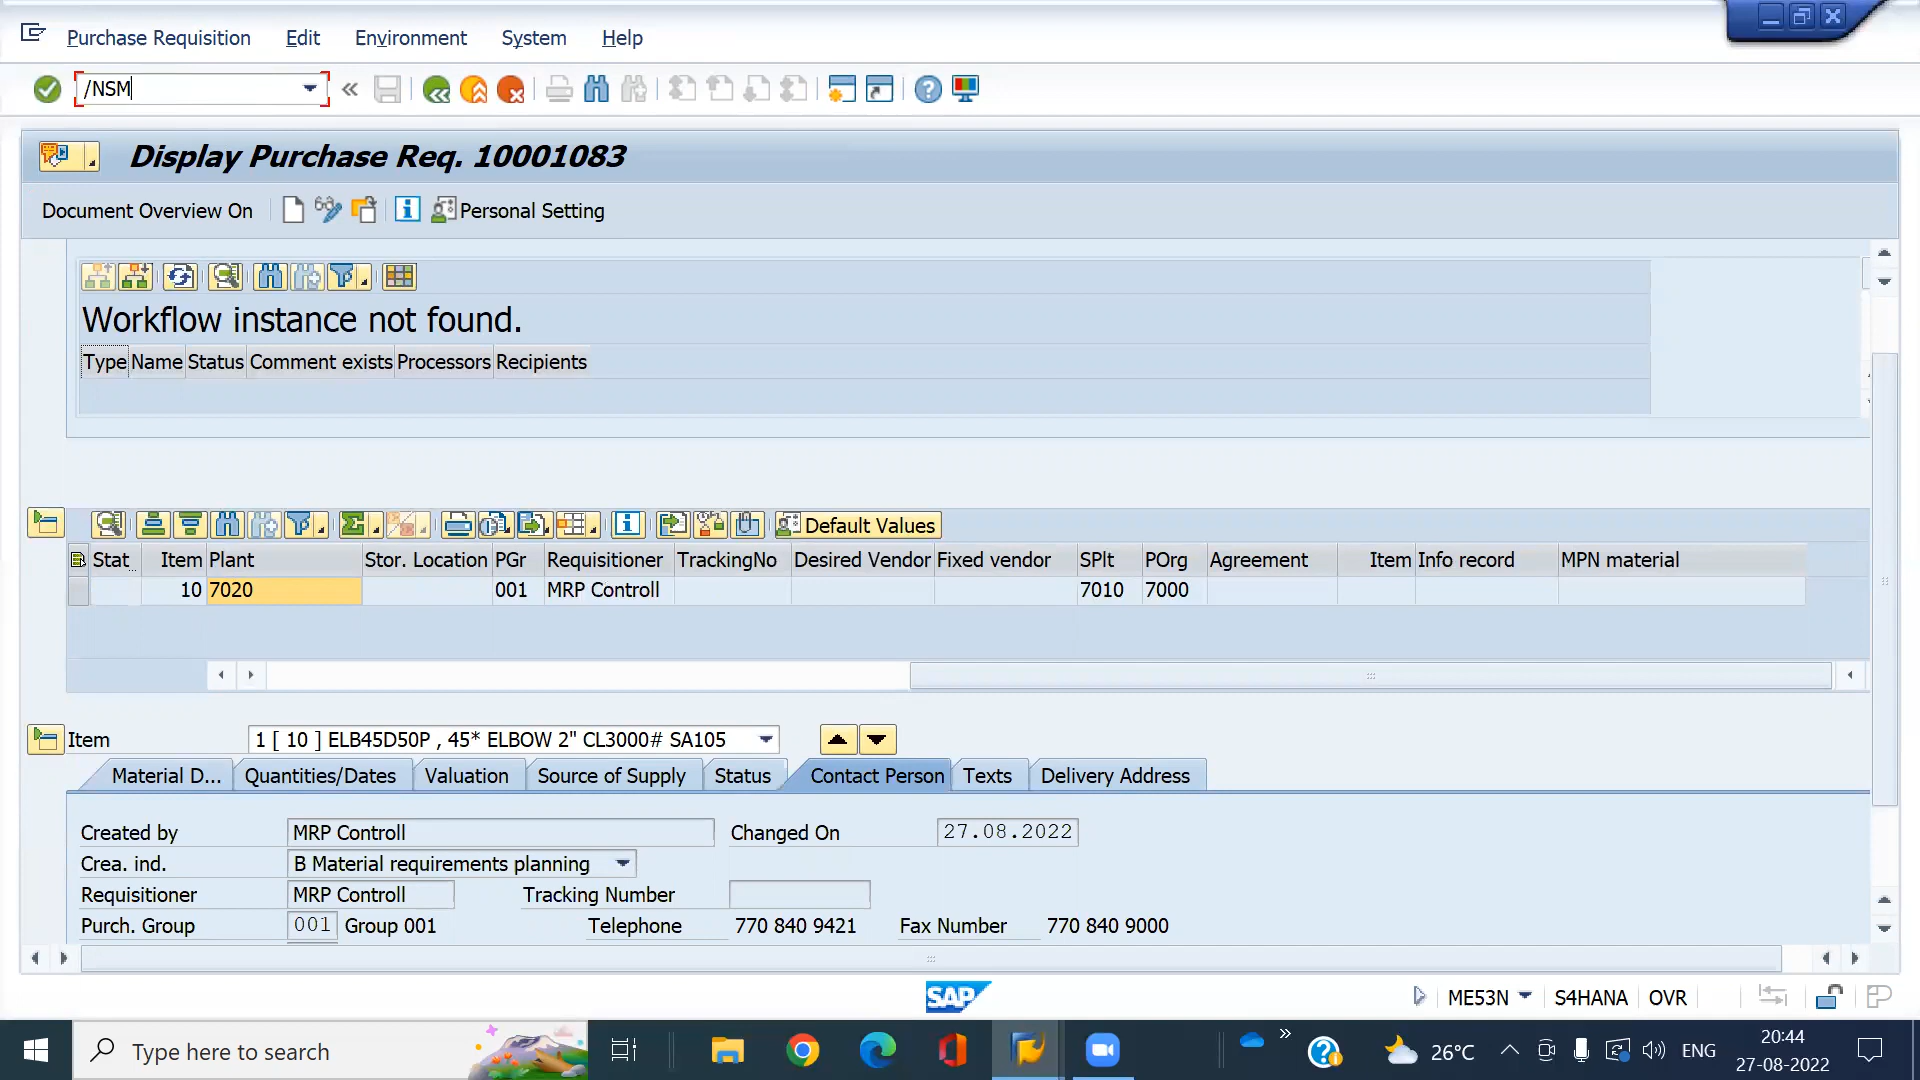 Purchase Requisition Edit Environment System Help
/NSM
Display Purchase Req. 10001083
Document Overview On Personal Setting
Workflow instance not found.
Type Name Status Comment exists Processors Recipients
Default Values
Stat Item Plant Stor. Location PGr Requisitioner TrackingNo Desired Vendor Fixed vendor SPlt POrg Agreement Item Info record MPN material
10 7020 001 MRP Controll 7010 7000
Item 1 [ 10 ] ELB45D50P , 45* ELBOW 2" CL3000# SA105
Material D... Quantities/Dates Valuation Source of Supply Status Contact Person Texts Delivery Address
Created by MRP Controll Changed On 27.08.2022
Crea. ind. B Material requirements planning
Requisitioner MRP Controll Tracking Number
Purch. Group 001 Group 001 Telephone 770 840 9421 Fax Number 770 840 9000
SAP ME53N S4HANA OVR
Type here to search 26°C ENG 20:44
27-08-2022